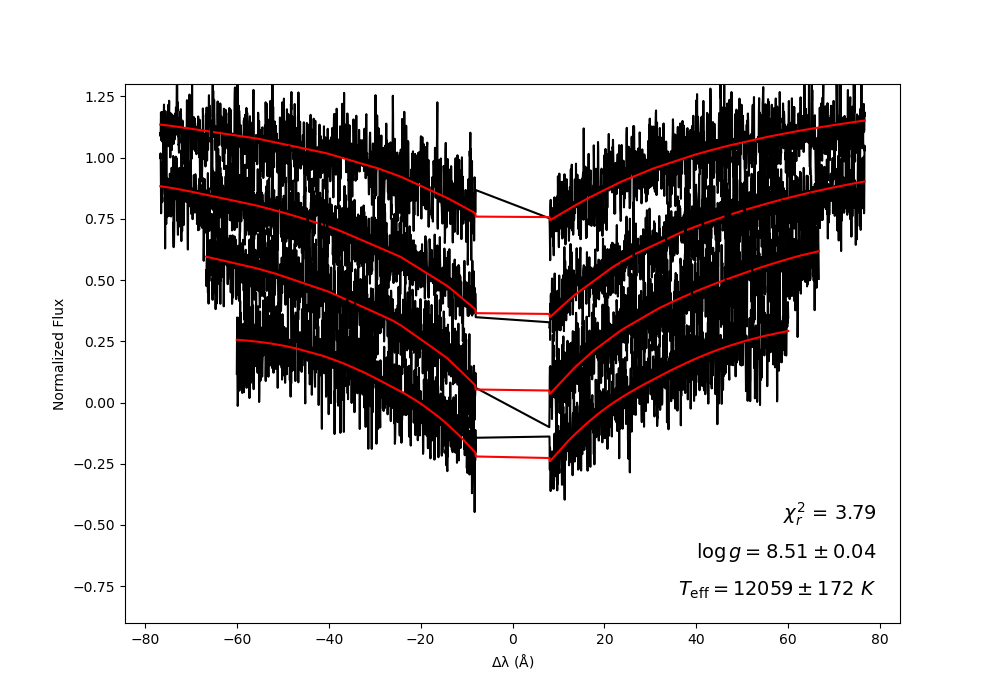 1.25
1.00
0.75
0.50
0.25
0.00
−0.25
−0.50
−0.75
Normalized Flux
χ²ᵣ = 3.79
log g = 8.51 ± 0.04
T_eff = 12059 ± 172 K
−80 −60 −40 −20 0 20 40 60 80
Δλ (Å)